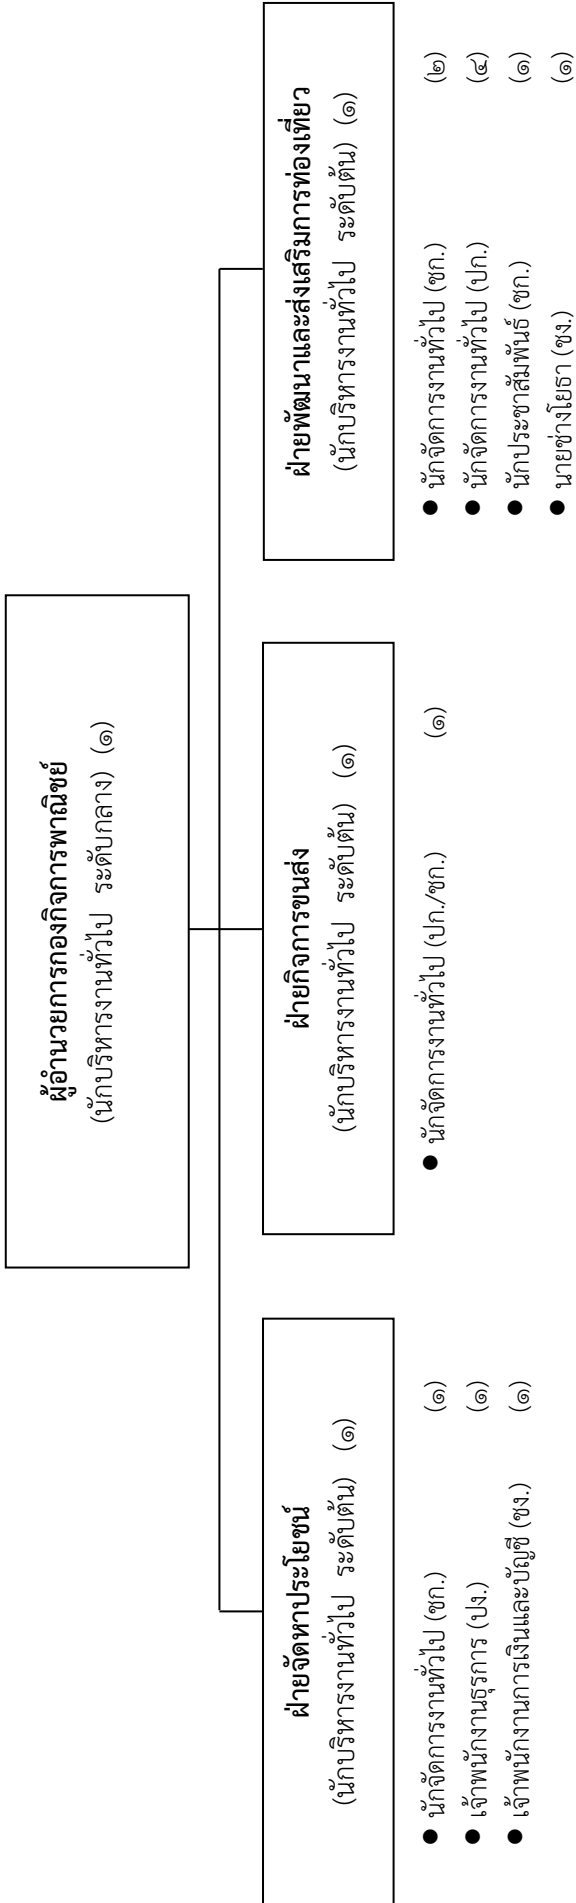 ผู้อำนวยการกองกิจการพาณิชย์
(นักบริหารงานทั่วไป ระดับกลาง) (๑)
ฝ่ายจัดหาประโยชน์
(นักบริหารงานทั่วไป ระดับต้น) (๑)
● นักจัดการงานทั่วไป (ชก.) (๑)
● เจ้าพนักงานธุรการ (ปง.) (๑)
● เจ้าพนักงานการเงินและบัญชี (ชง.) (๑)
ฝ่ายกิจการขนส่ง
(นักบริหารงานทั่วไป ระดับต้น) (๑)
● นักจัดการงานทั่วไป (ปก./ชก.) (๑)
ฝ่ายพัฒนาและส่งเสริมการท่องเที่ยว
(นักบริหารงานทั่วไป ระดับต้น) (๑)
● นักจัดการงานทั่วไป (ชก.) (๒)
● นักจัดการงานทั่วไป (ปก.) (๔)
● นักประชาสัมพันธ์ (ชก.) (๑)
● นายช่างโยธา (ชง.) (๑)